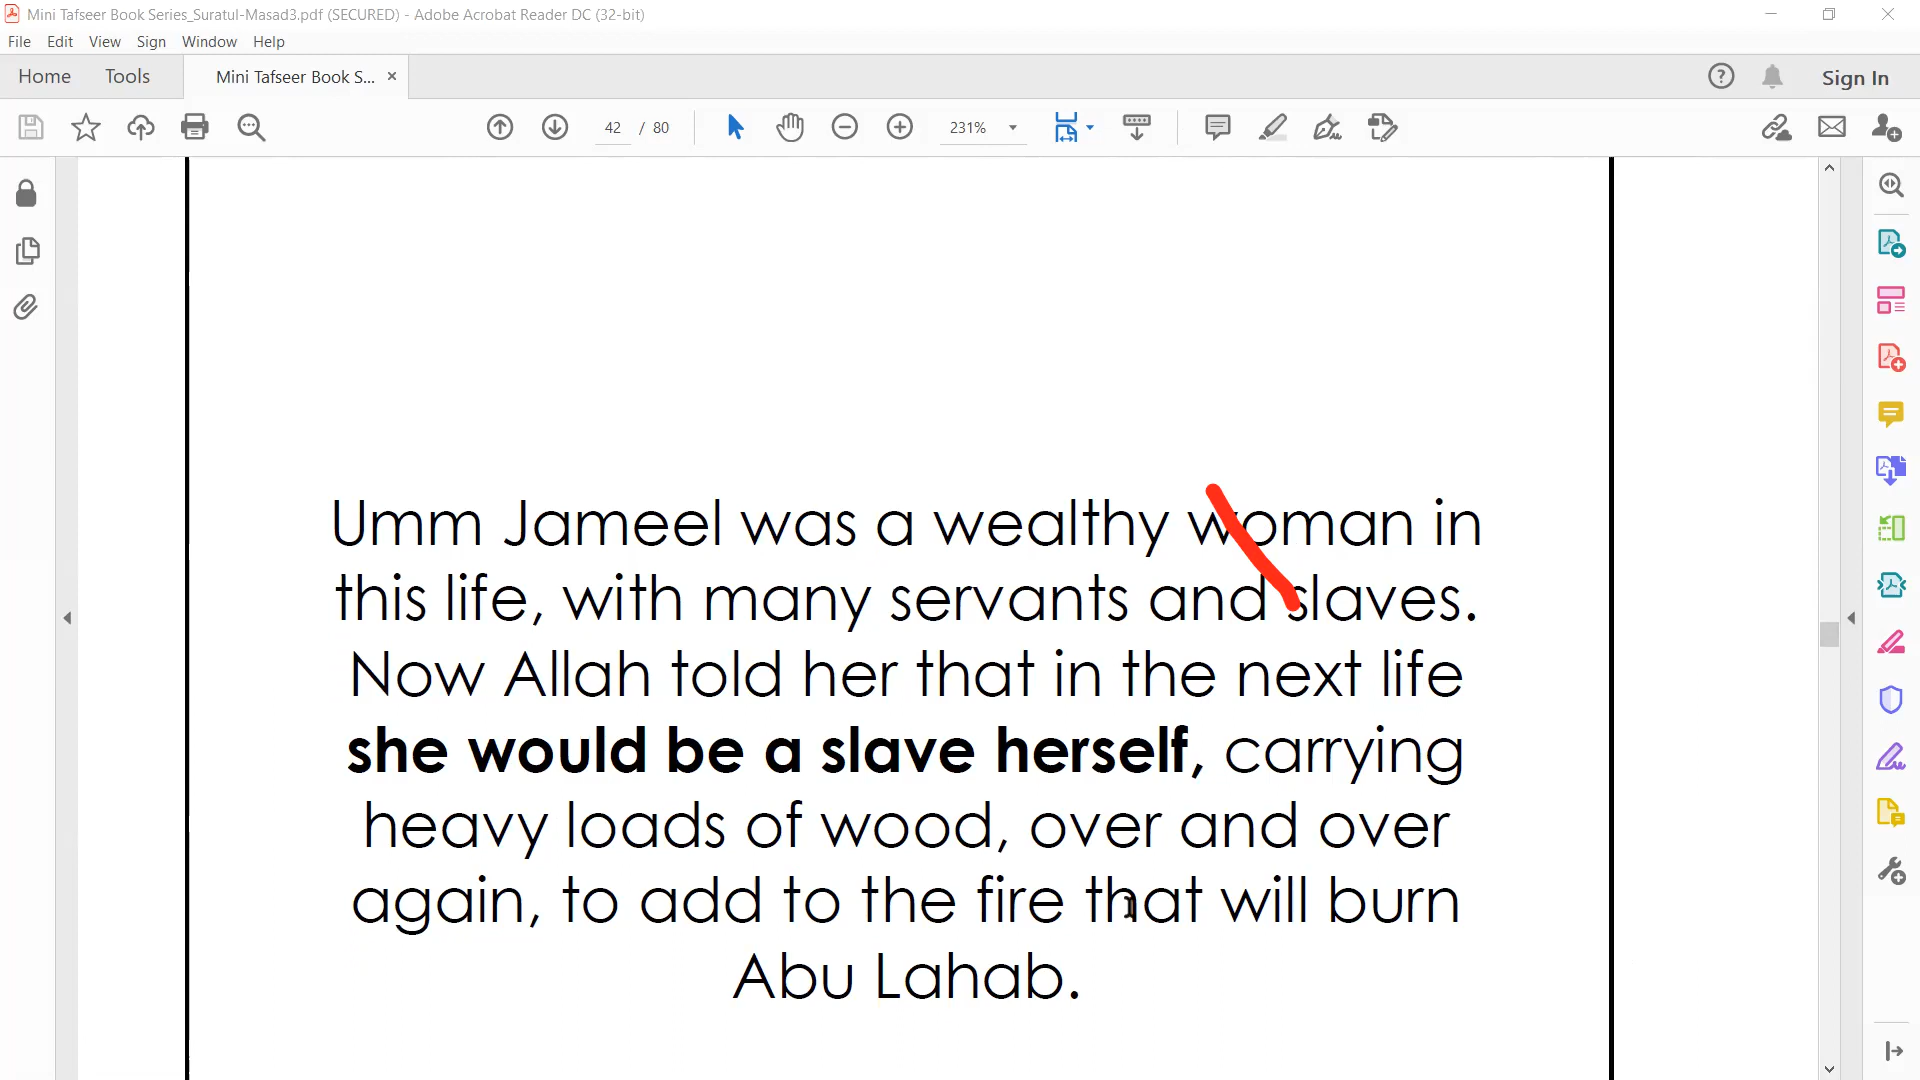 Mini Tafseer Book Series_Suratul-Masad3.pdf (SECURED) - Adobe Acrobat Reader DC (32-bit)
File Edit View Sign Window Help
Home Tools Mini Tafseer Book S... Sign In
42 / 80 231%
Umm Jameel was a wealthy woman in
this life, with many servants and slaves.
Now Allah told her that in the next life
she would be a slave herself, carrying
heavy loads of wood, over and over
again, to add to the fire that will burn
Abu Lahab.